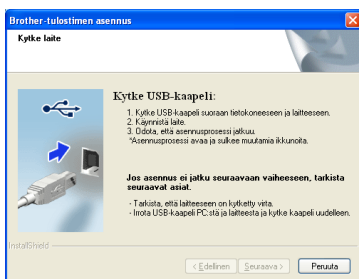 Brother-tulostimen asennus
Kytke laite
Kytke USB-kaapeli:
1. Kytke USB-kaapeli suoraan tietokoneeseen ja laitteeseen.
2. Käynnistä laite.
3. Odota, että asennusprosessi jatkuu.
*Asennusprosessi avaa ja sulkee muutamia ikkunoita.
Jos asennus ei jatku seuraavaan vaiheeseen, tarkista
seuraavat asiat.
- Tarkista, että laitteeseen on kytketty virta.
- Irrota USB-kaapeli PC:stä ja laitteesta ja kytke kaapeli uudelleen.
InstallShield
< Edellinen
Seuraava >
Peruuta